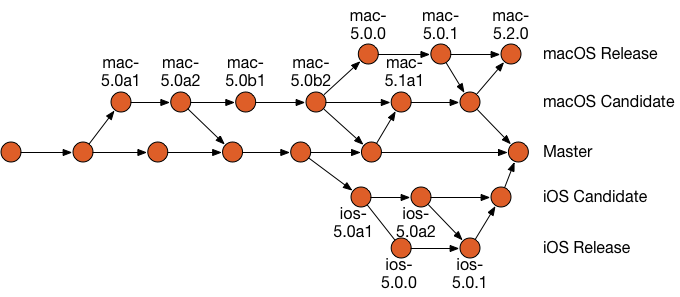 mac-
5.0.0
mac-
5.0.1
mac-
5.2.0
macOS Release
mac-
5.0a1
mac-
5.0a2
mac-
5.0b1
mac-
5.0b2
mac-
5.1a1
macOS Candidate
Master
iOS Candidate
ios-
5.0a1
ios-
5.0a2
iOS Release
ios-
5.0.0
ios-
5.0.1